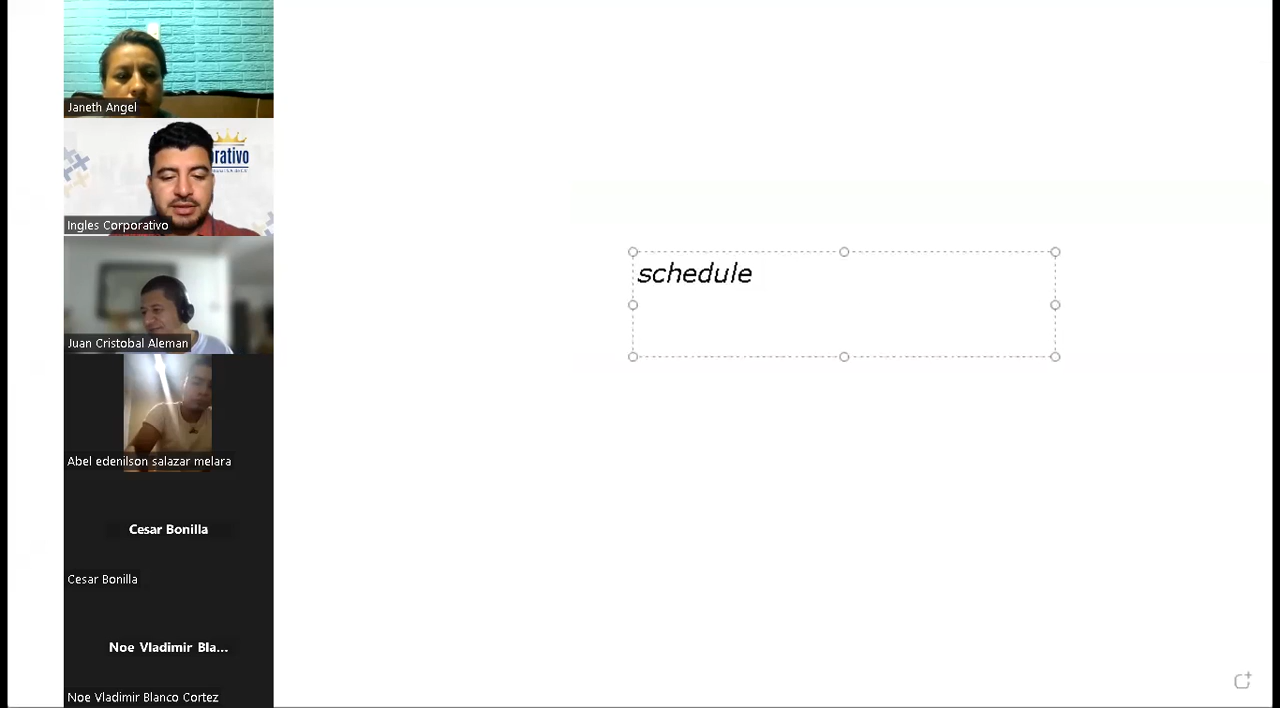 Janeth Angel
orativo
Ingles Corporativo
schedule
Juan Cristobal Aleman
Abel edenilson salazar melara
Cesar Bonilla
Cesar Bonilla
Noe Vladimir Bla...
Noe Vladimir Blanco Cortez